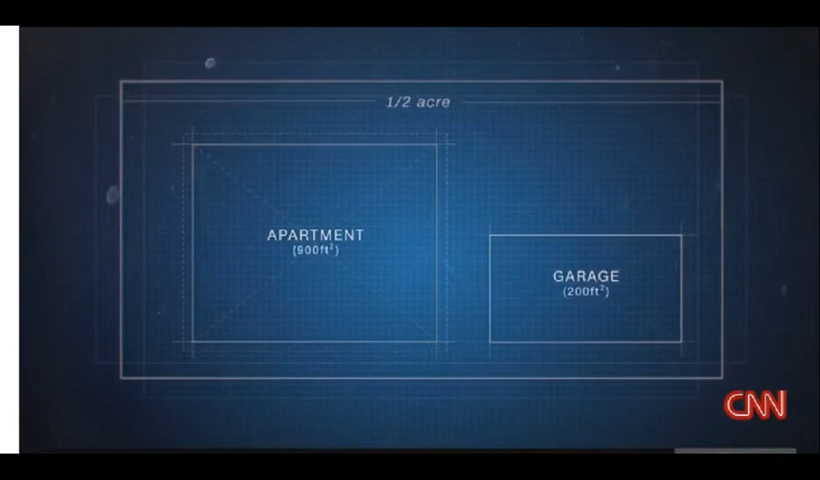 1/2 acre
APARTMENT
(900ft²)
GARAGE
(200ft²)
CNN